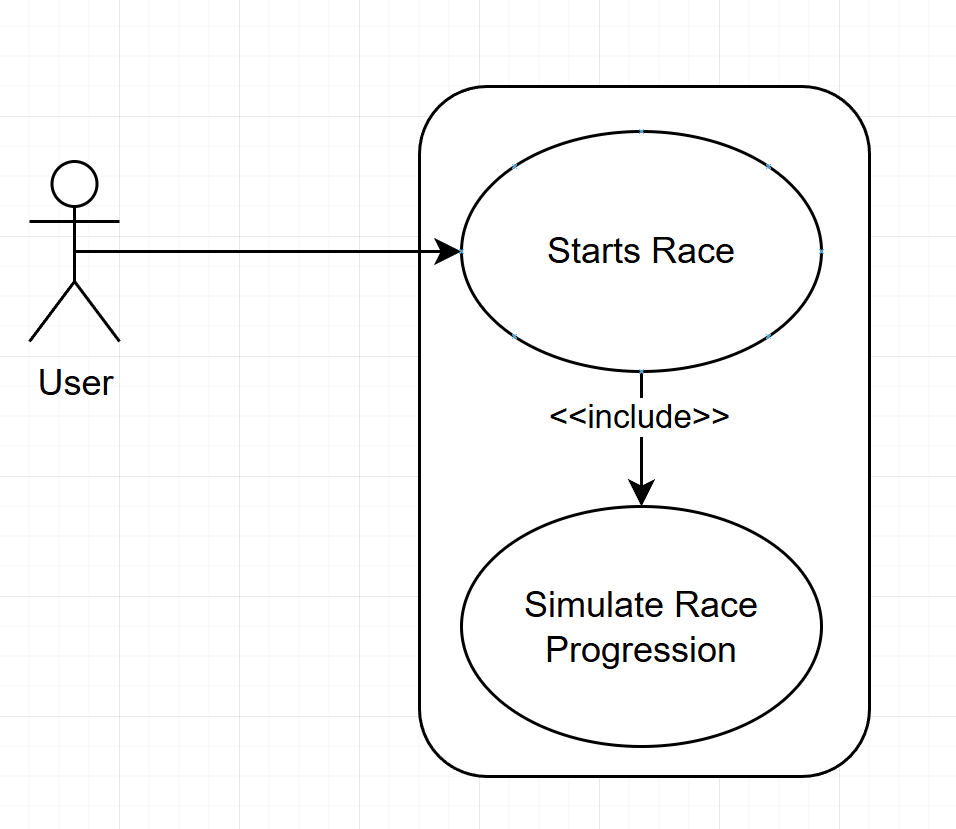 Starts Race
User
<<include>>
Simulate Race
Progression